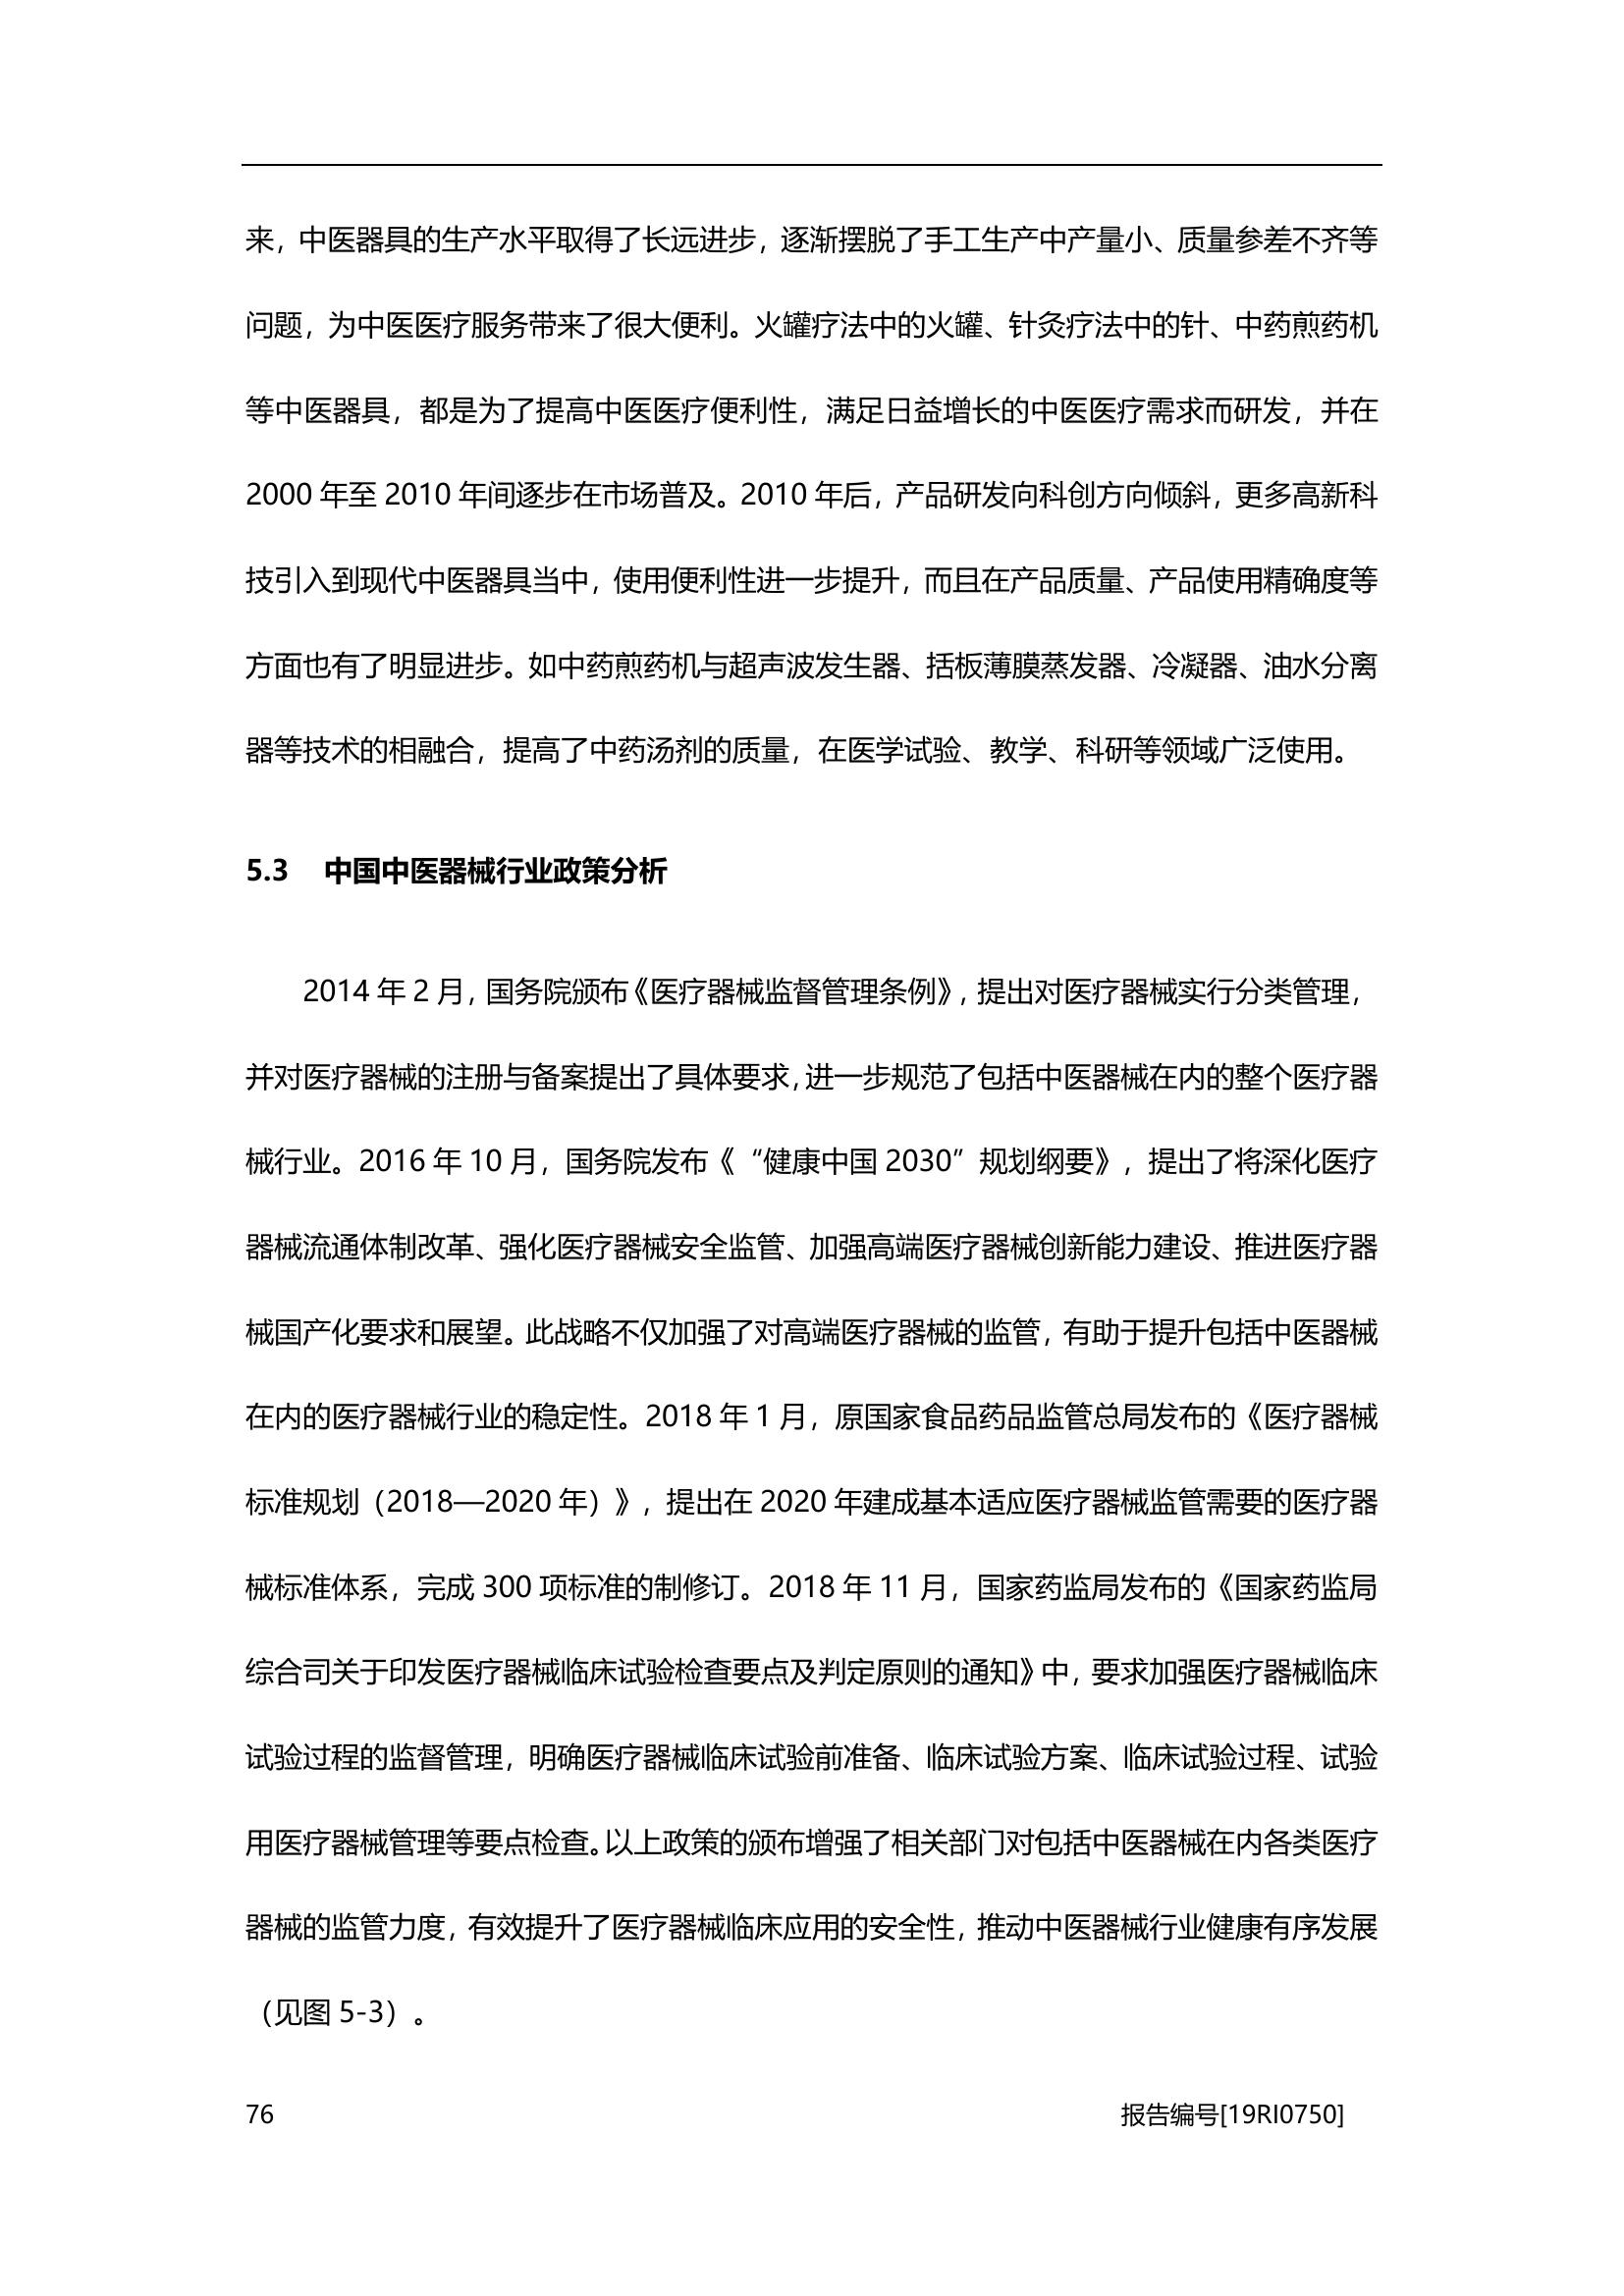 来，中医器具的生产水平取得了长远进步，逐渐摆脱了手工生产中产量小、质量参差不齐等
问题，为中医医疗服务带来了很大便利。火罐疗法中的火罐、针灸疗法中的针、中药煎药机
等中医器具，都是为了提高中医医疗便利性，满足日益增长的中医医疗需求而研发，并在
2000 年至 2010 年间逐步在市场普及。2010 年后，产品研发向科创方向倾斜，更多高新科
技引入到现代中医器具当中，使用便利性进一步提升，而且在产品质量、产品使用精确度等
方面也有了明显进步。如中药煎药机与超声波发生器、括板薄膜蒸发器、冷凝器、油水分离
器等技术的相融合，提高了中药汤剂的质量，在医学试验、教学、科研等领域广泛使用。
5.3 中国中医器械行业政策分析
2014 年 2 月，国务院颁布《医疗器械监督管理条例》，提出对医疗器械实行分类管理，
并对医疗器械的注册与备案提出了具体要求，进一步规范了包括中医器械在内的整个医疗器
械行业。2016 年 10 月，国务院发布《“健康中国 2030”规划纲要》，提出了将深化医疗
器械流通体制改革、强化医疗器械安全监管、加强高端医疗器械创新能力建设、推进医疗器
械国产化要求和展望。此战略不仅加强了对高端医疗器械的监管，有助于提升包括中医器械
在内的医疗器械行业的稳定性。2018 年 1 月，原国家食品药品监管总局发布的《医疗器械
标准规划（2018—2020 年）》，提出在 2020 年建成基本适应医疗器械监管需要的医疗器
械标准体系，完成 300 项标准的制修订。2018 年 11 月，国家药监局发布的《国家药监局
综合司关于印发医疗器械临床试验检查要点及判定原则的通知》中，要求加强医疗器械临床
试验过程的监督管理，明确医疗器械临床试验前准备、临床试验方案、临床试验过程、试验
用医疗器械管理等要点检查。以上政策的颁布增强了相关部门对包括中医器械在内各类医疗
器械的监管力度，有效提升了医疗器械临床应用的安全性，推动中医器械行业健康有序发展
（见图 5-3）。
76 报告编号[19RI0750]